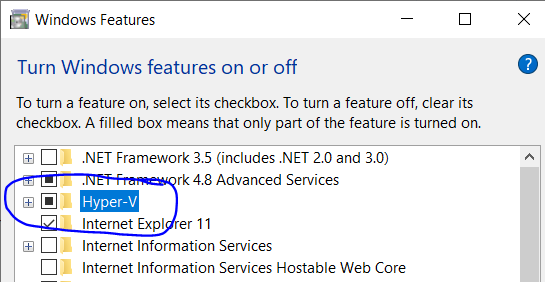 Windows Features
Turn Windows features on or off
?
To turn a feature on, select its checkbox. To turn a feature off, clear its
checkbox. A filled box means that only part of the feature is turned on.
.NET Framework 3.5 (includes .NET 2.0 and 3.0)
.NET Framework 4.8 Advanced Services
Hyper-V
Internet Explorer 11
Internet Information Services
Internet Information Services Hostable Web Core